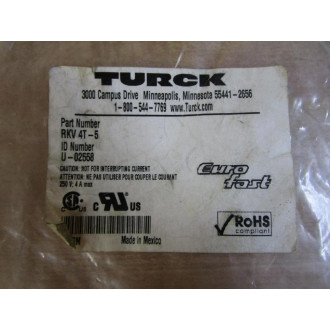 TURCK
3000 Campus Drive Minneapolis, Minnesota 55441-2656
1-800-544-7769 www.Turck.com
Part Number
RKV 4T-5
ID Number
U-02558
CAUTION: NOT FOR INTERRUPTING CURRENT
ATTENTION: NE PAS UTILISER POUR COUPER LE COURANT
250 V; 4 A max
Euro fast
C US
RoHS
compliant
Made in Mexico